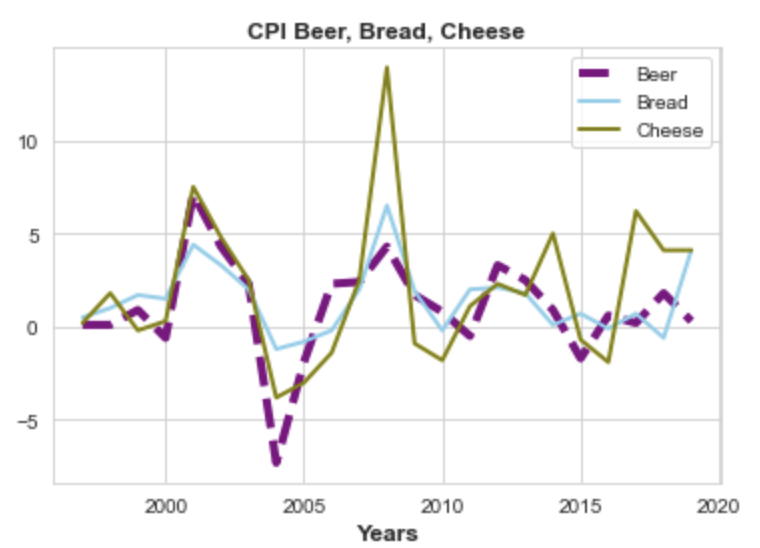 CPI Beer, Bread, Cheese
Beer
Bread
Cheese
10
5
0
−5
2000 2005 2010 2015 2020
Years